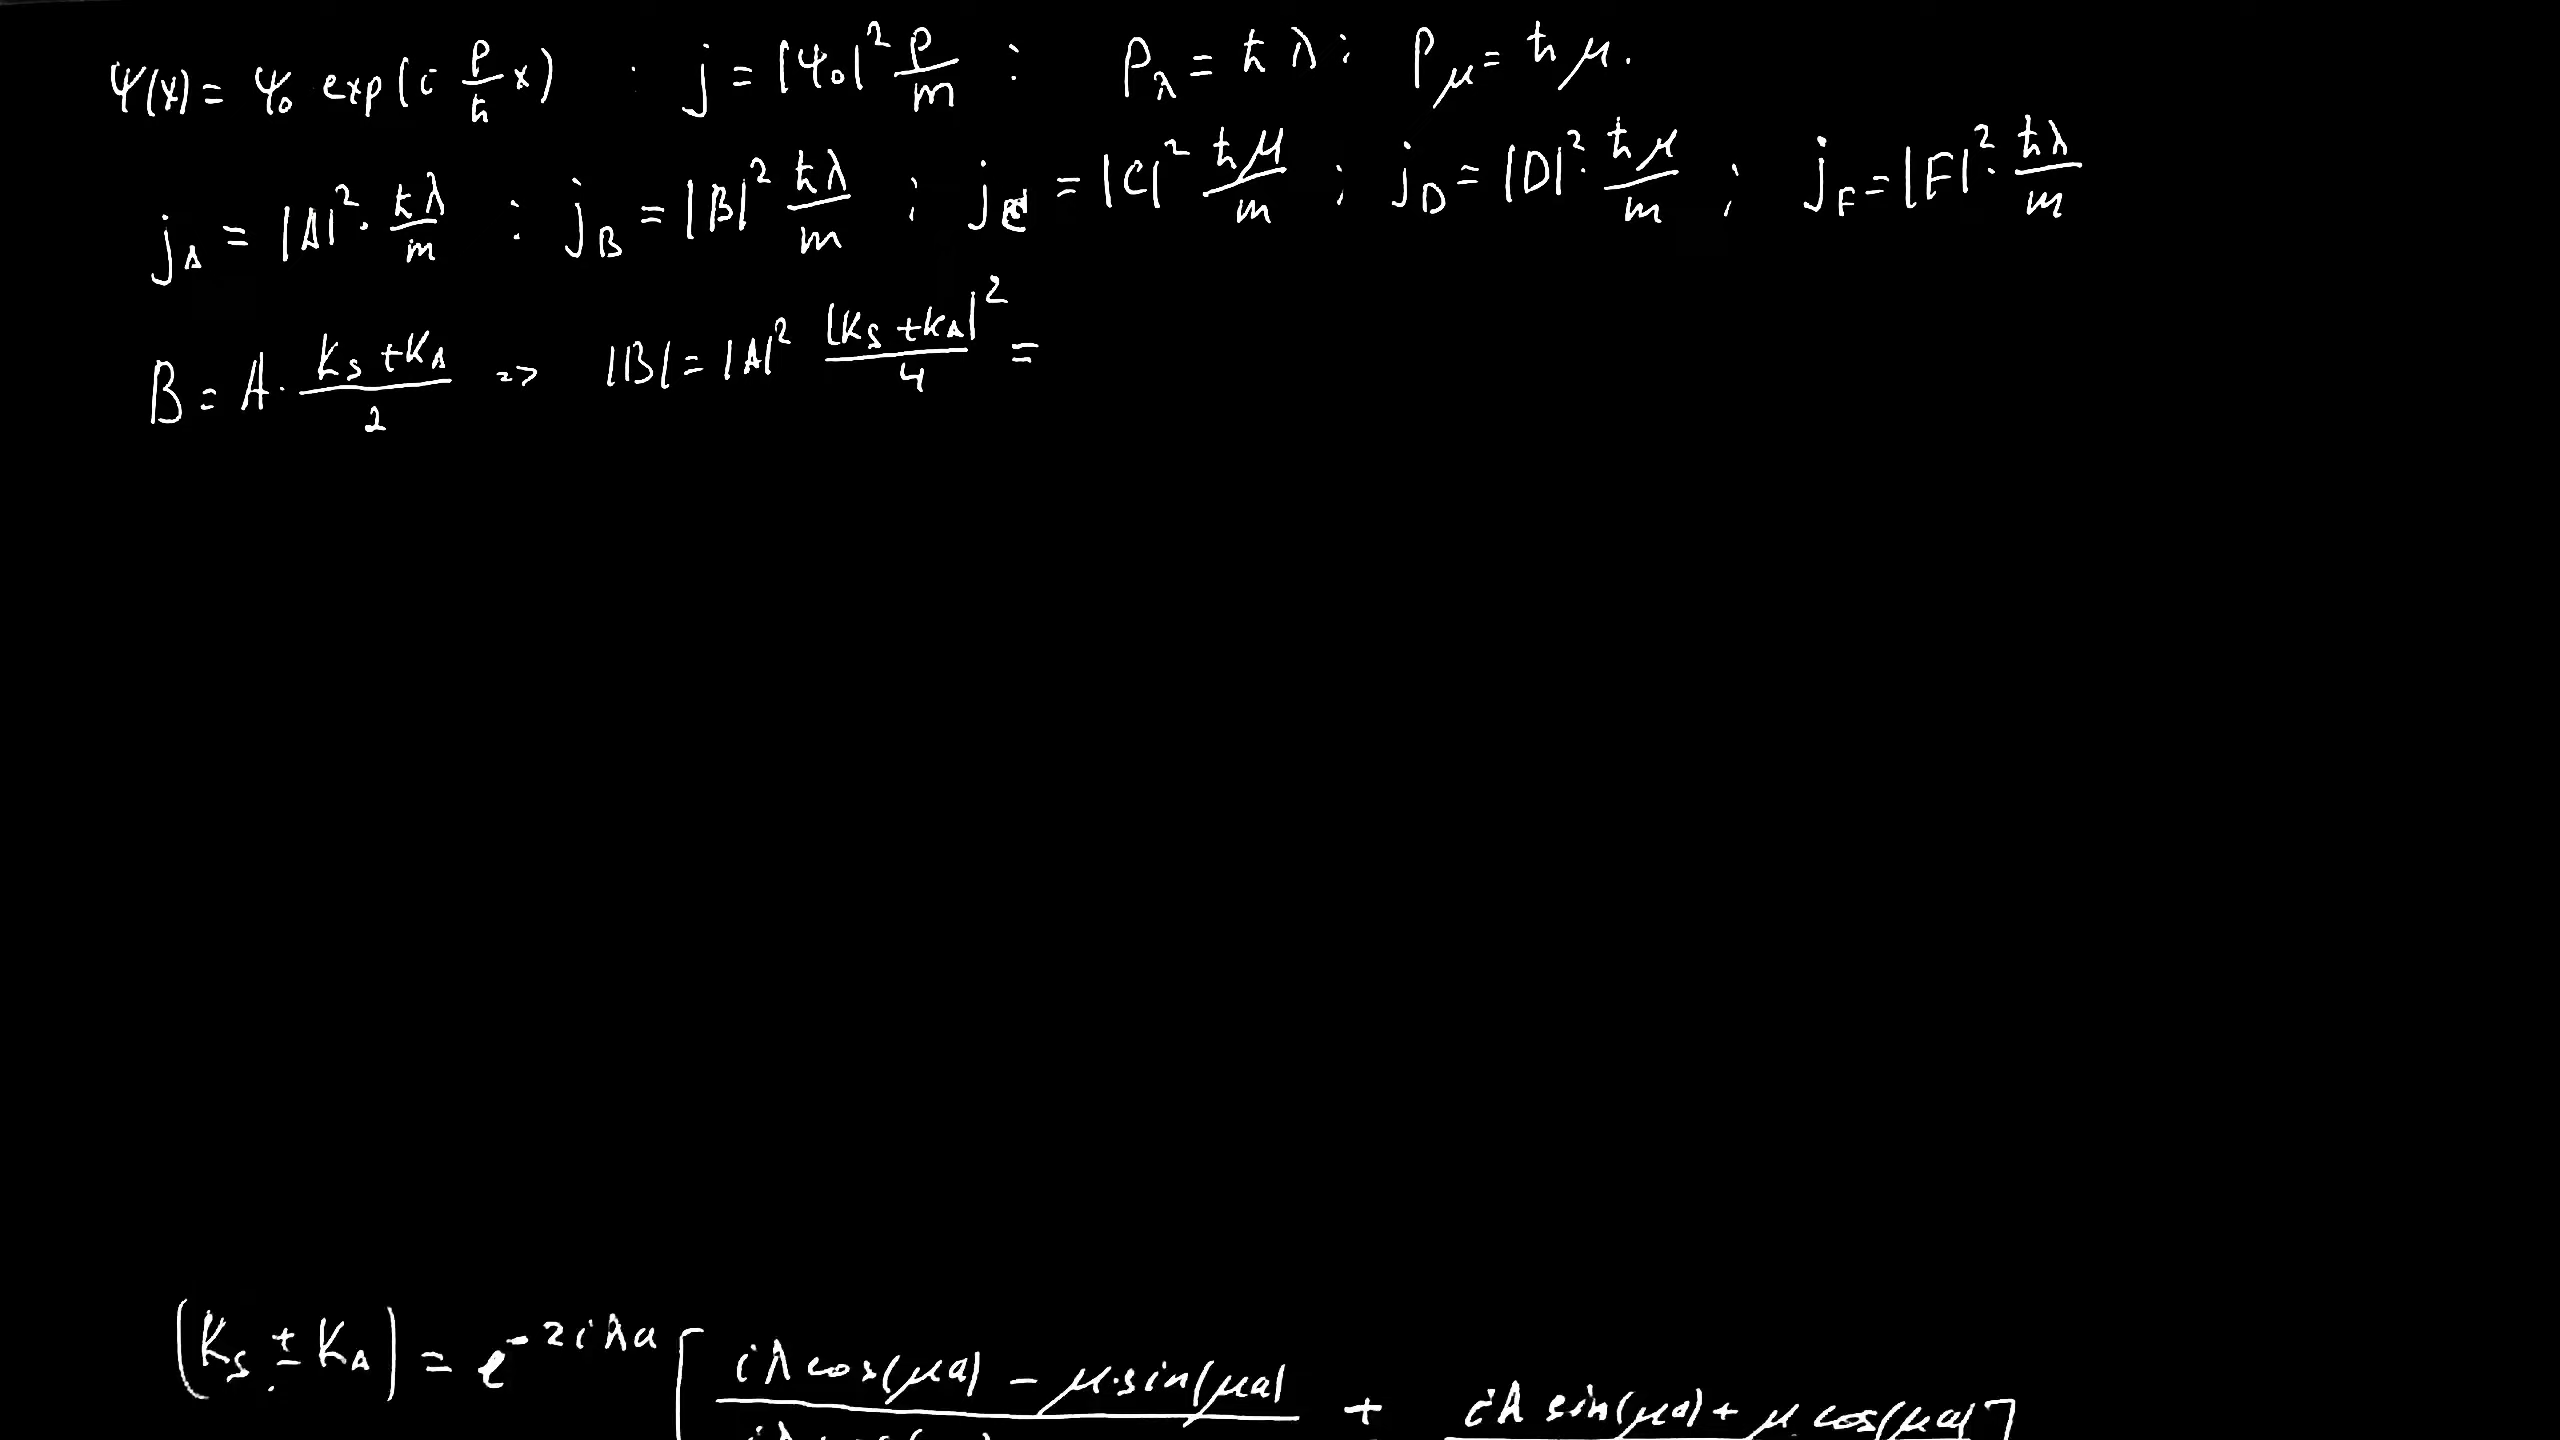 Ψ(x) = Ψ₀ exp(i p/ħ x) : j = |Ψ₀|² p/m : P_λ = ħ λ ; P_μ = ħ μ.
j_A = |A|² · ħλ/m : j_B = |B|² ħλ/m ; j_C = |C|² ħμ/m ; j_D = |D|² · ħμ/m ; j_F = |F|² · ħλ/m
B = A · (K_S + K_A)/2 => |B| = |A|² |K_S + K_A|²/4 =
(K_S ± K_A) = e^(-2iλa) [ iλ cos(μa) - μ·sin(μa) + iλ sin(μa) + μ cos(μa) ]